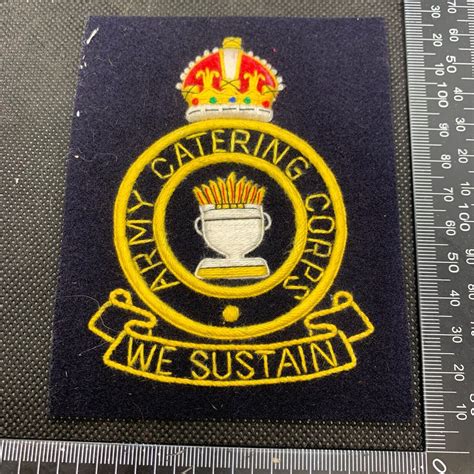 ARMY CATERING CORPS
WE SUSTAIN